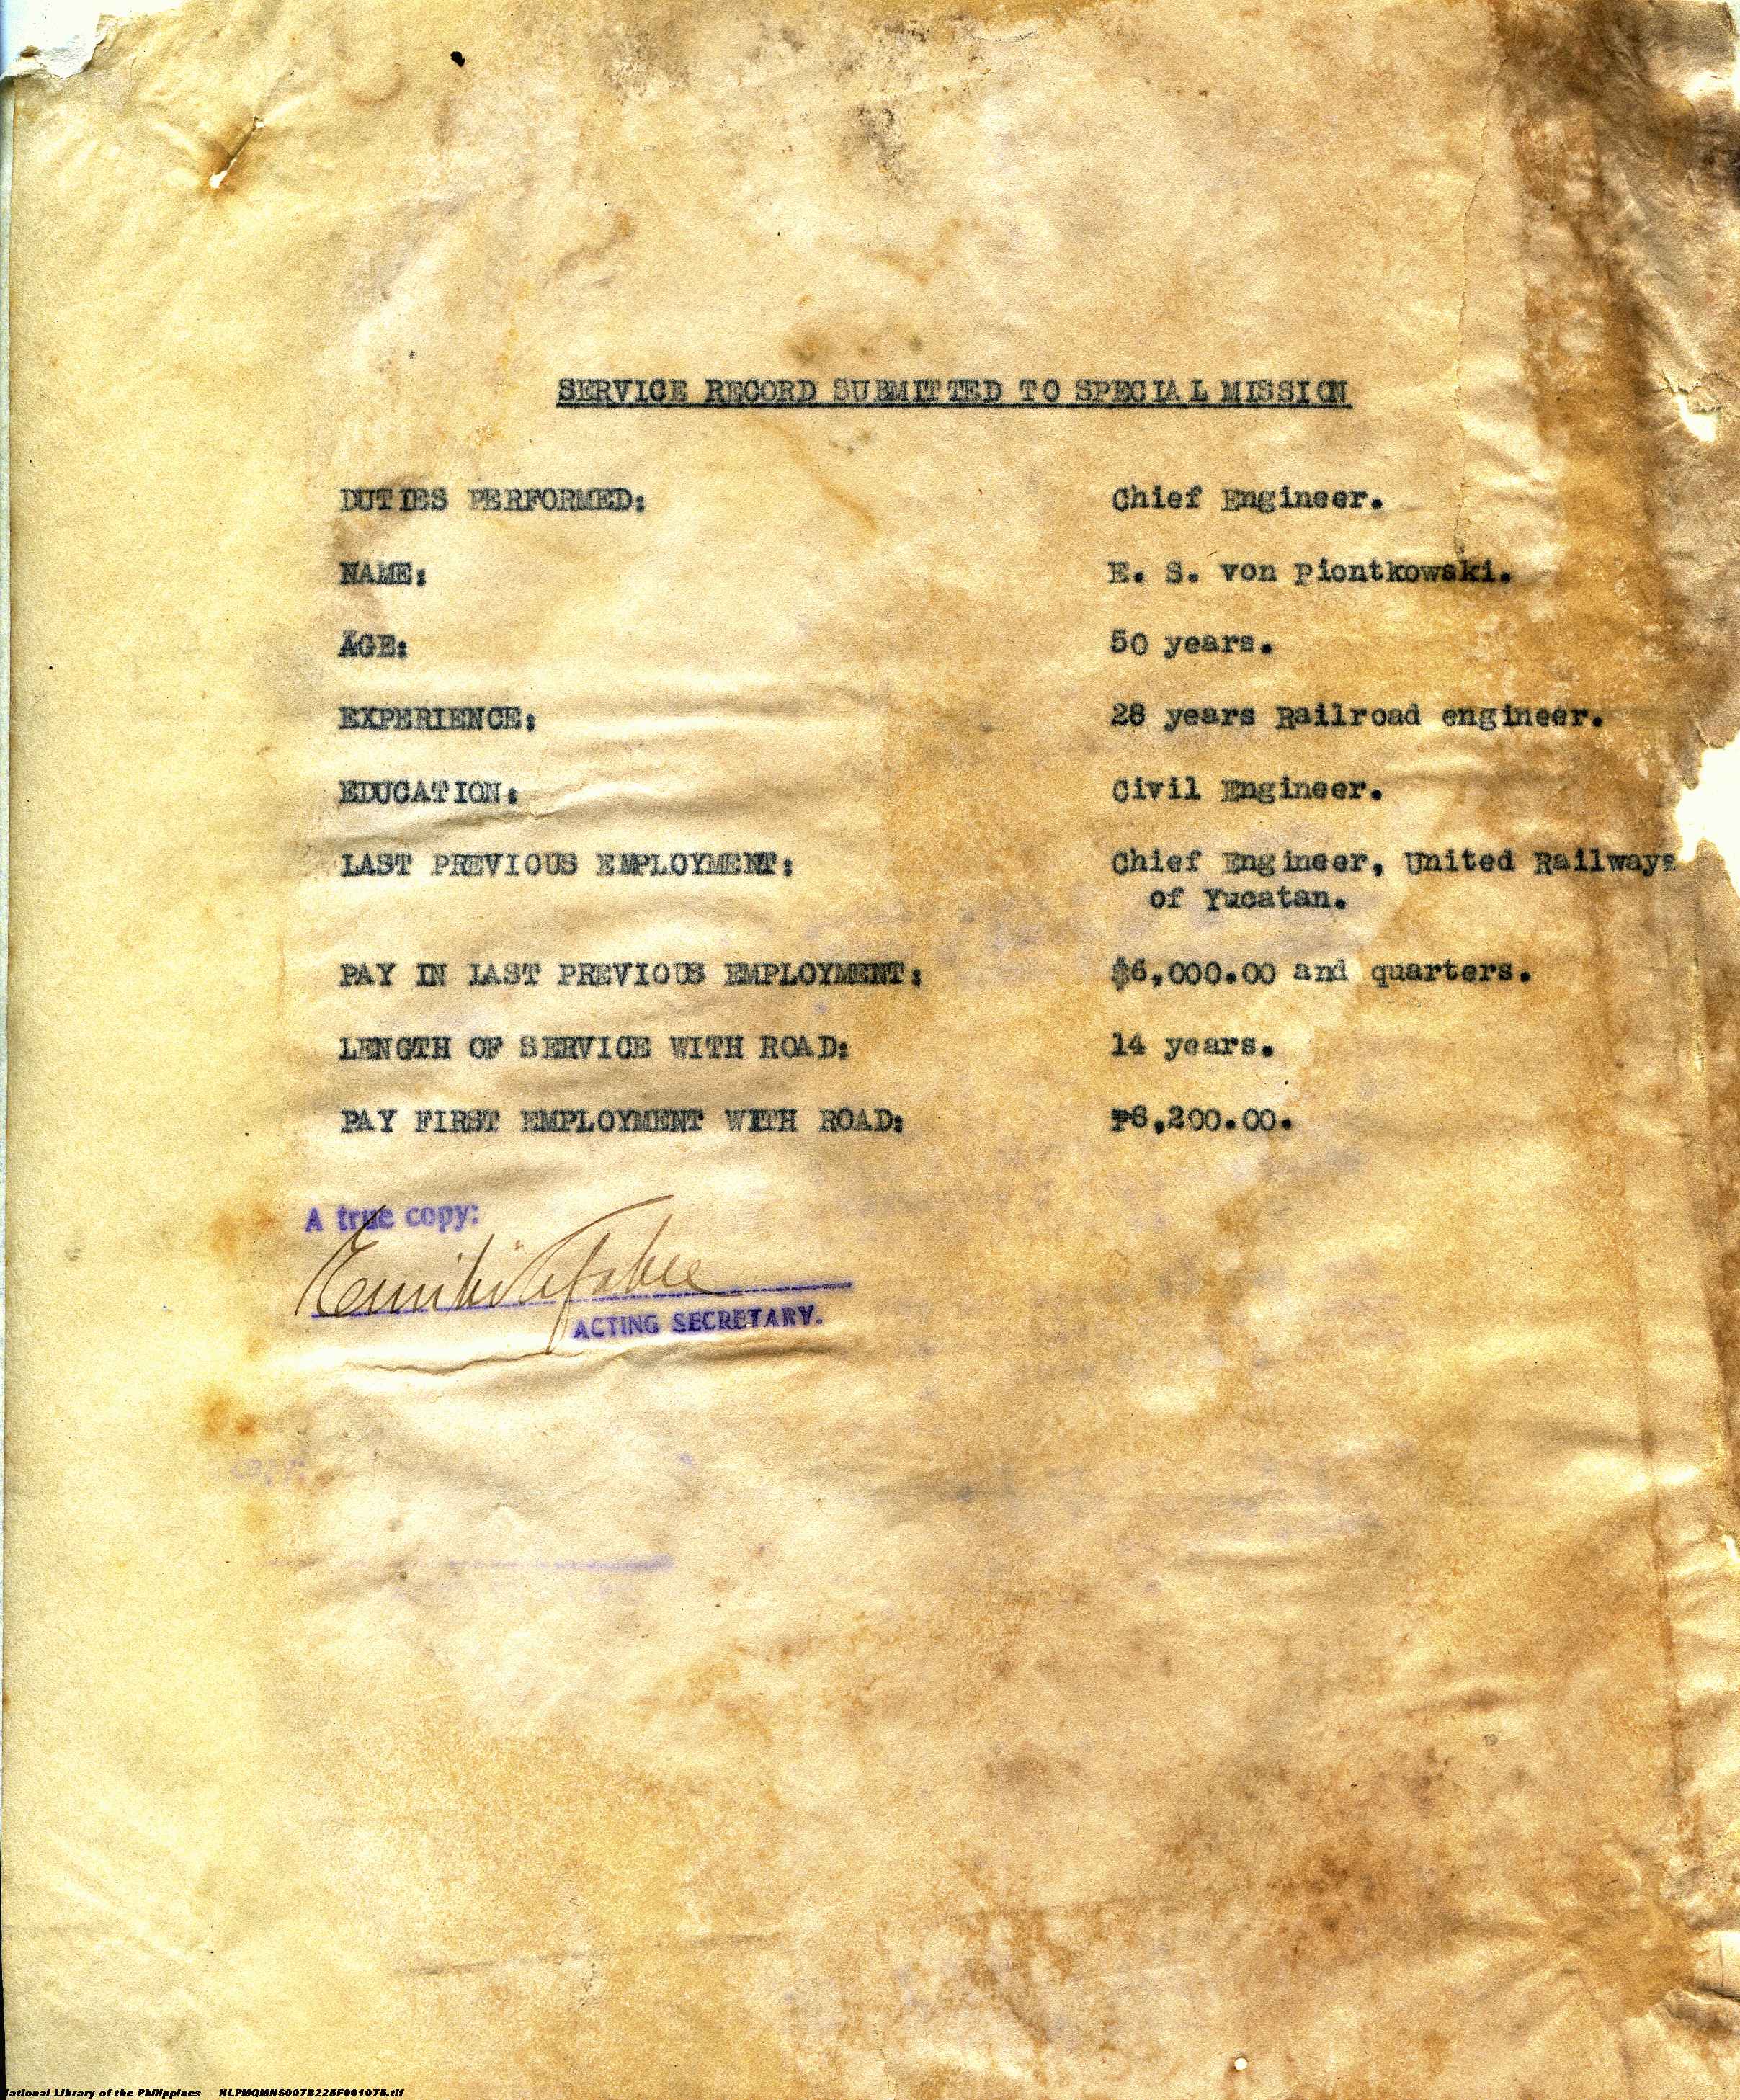 SERVICE RECORD SUBMITTED TO SPECIAL MISSION
DUTIES PERFORMED: Chief Engineer.
NAME: E. S. von Piontkowski.
AGE: 50 years.
EXPERIENCE: 28 years Railroad engineer.
EDUCATION: Civil Engineer.
LAST PREVIOUS EMPLOYMENT: Chief Engineer, United Railways
of Yucatan.
PAY IN LAST PREVIOUS EMPLOYMENT: $6,000.00 and quarters.
LENGTH OF SERVICE WITH ROAD: 14 years.
PAY FIRST EMPLOYMENT WITH ROAD: ₱8,200.00.
A true copy:
ACTING SECRETARY.
National Library of the Philippines NLPMQMNS007B225F001075.tif